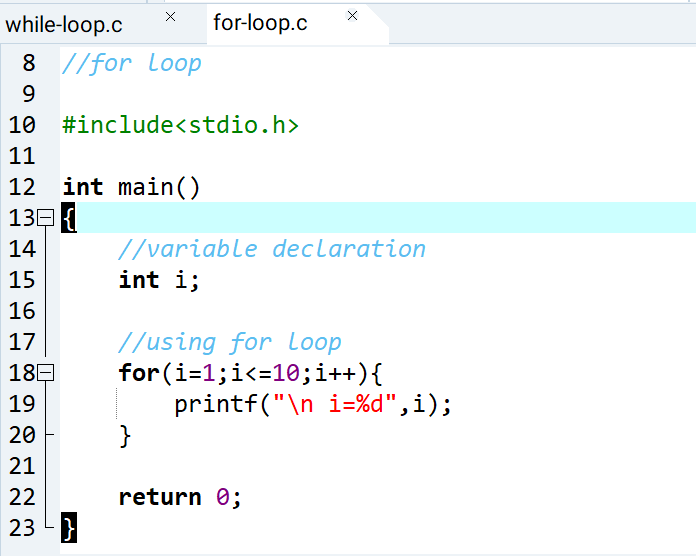 while-loop.c × for-loop.c ×
8 //for loop
9
10 #include<stdio.h>
11
12 int main()
13 {
14 //variable declaration
15 int i;
16
17 //using for loop
18 for(i=1;i<=10;i++){
19 printf("\n i=%d",i);
20 }
21
22 return 0;
23 }